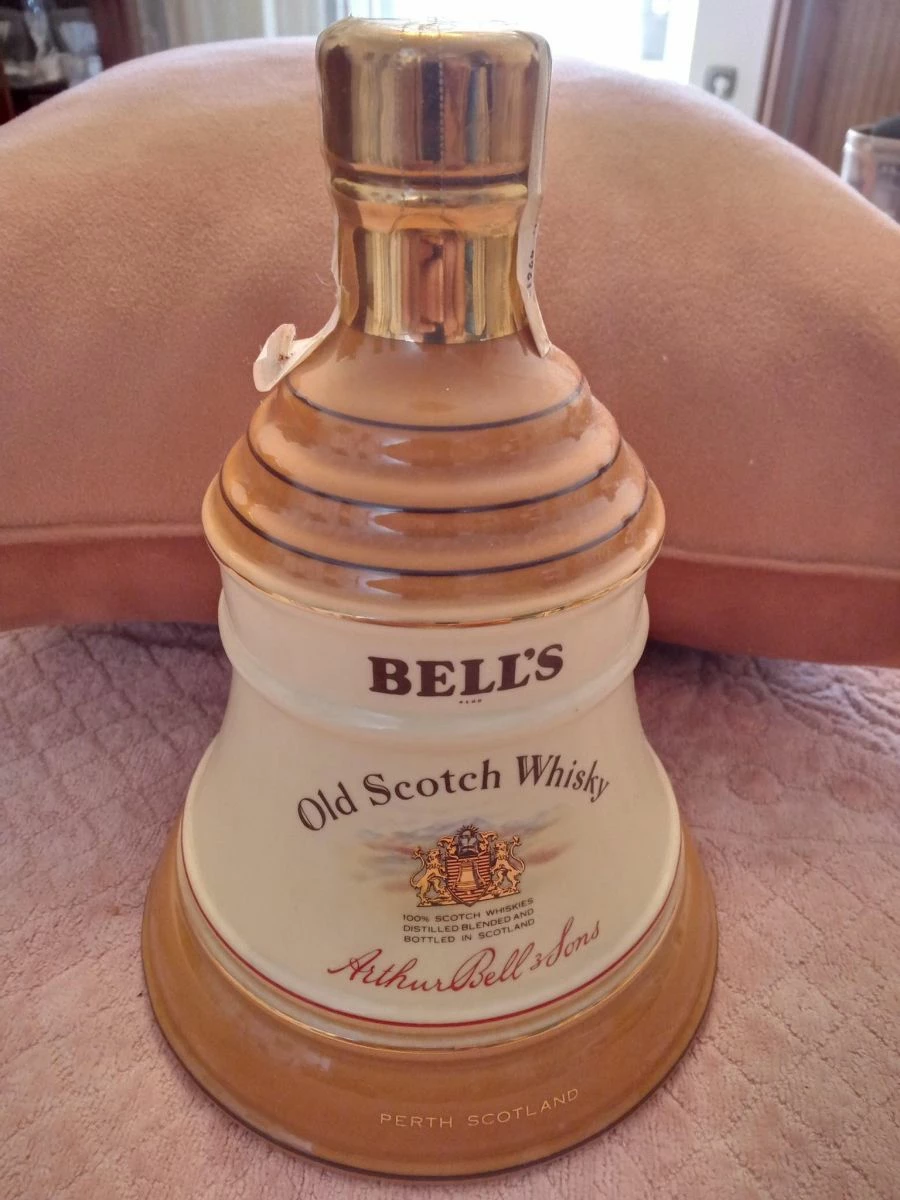 BELL'S
Old Scotch Whisky
100% SCOTCH WHISKIES
DISTILLED BLENDED AND
BOTTLED IN SCOTLAND
Arthur Bell & Sons
PERTH SCOTLAND